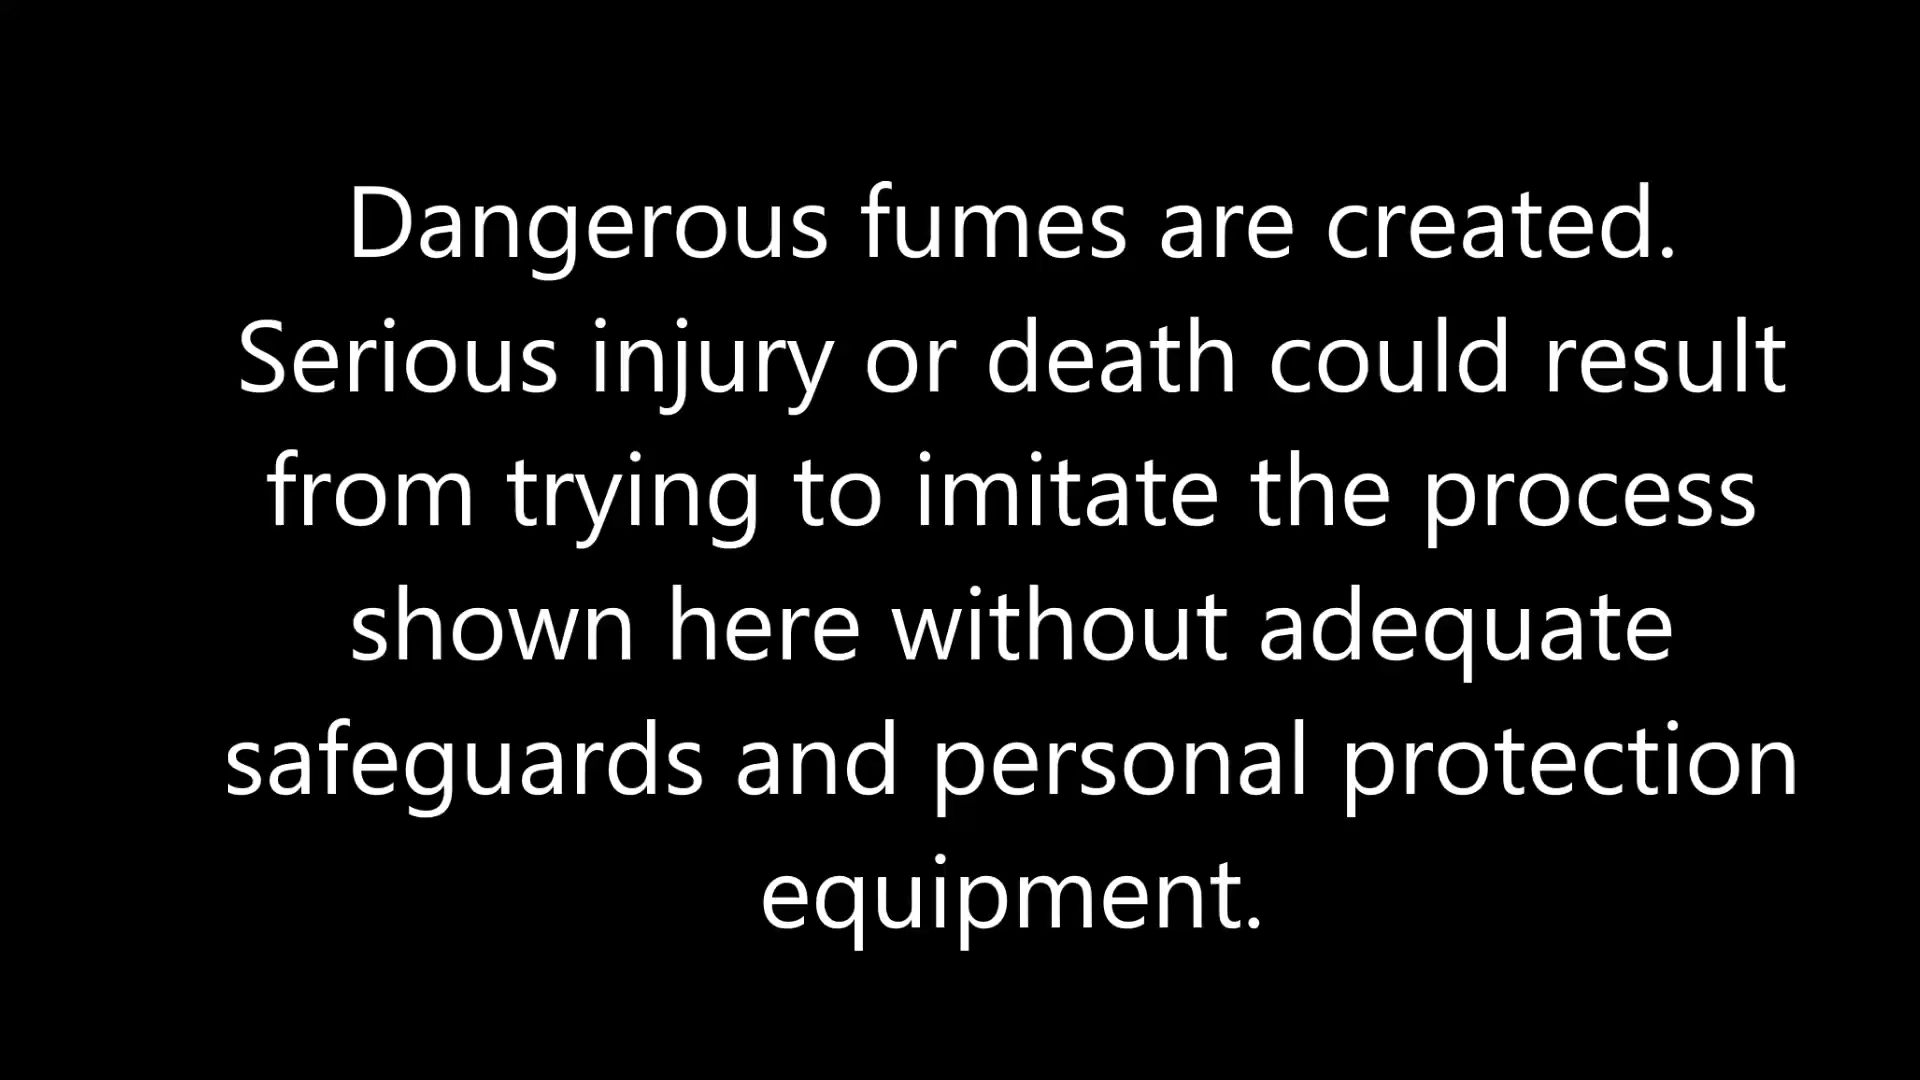 Dangerous fumes are created.
Serious injury or death could result
from trying to imitate the process
shown here without adequate
safeguards and personal protection
equipment.